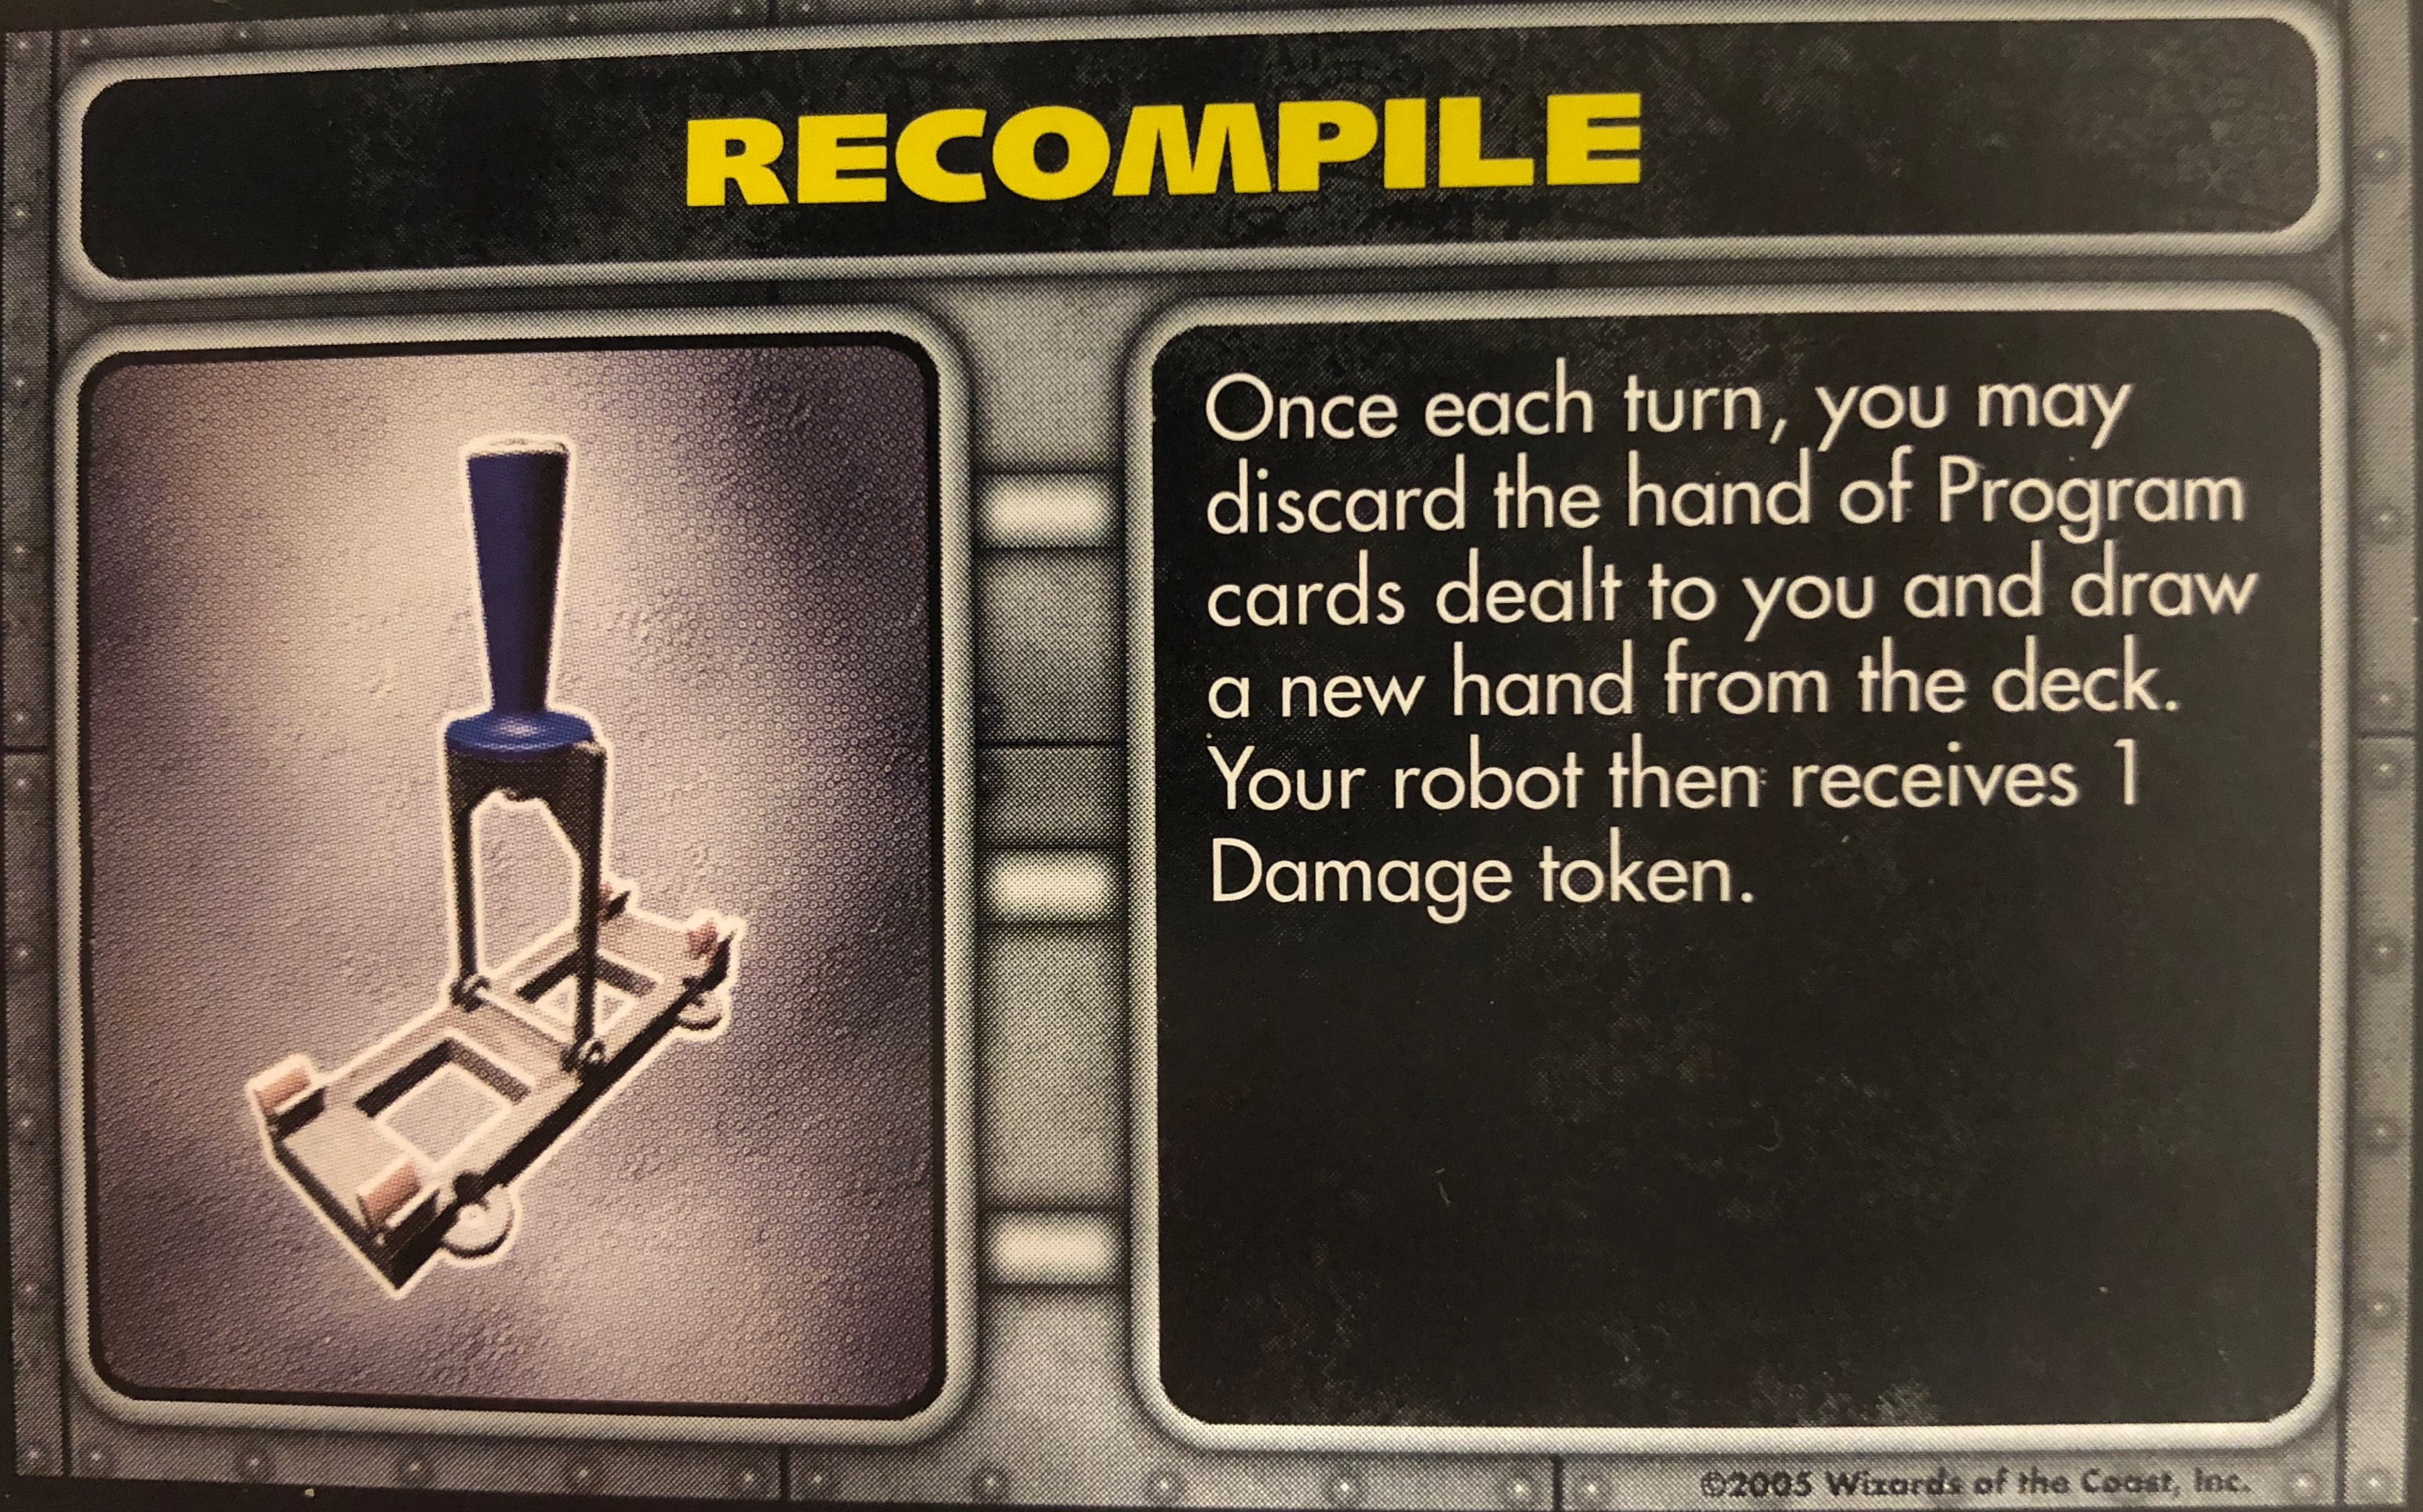 RECOMPILE
Once each turn, you may
discard the hand of Program
cards dealt to you and draw
a new hand from the deck.
Your robot then receives 1
Damage token.
©2005 Wizards of the Coast, Inc.